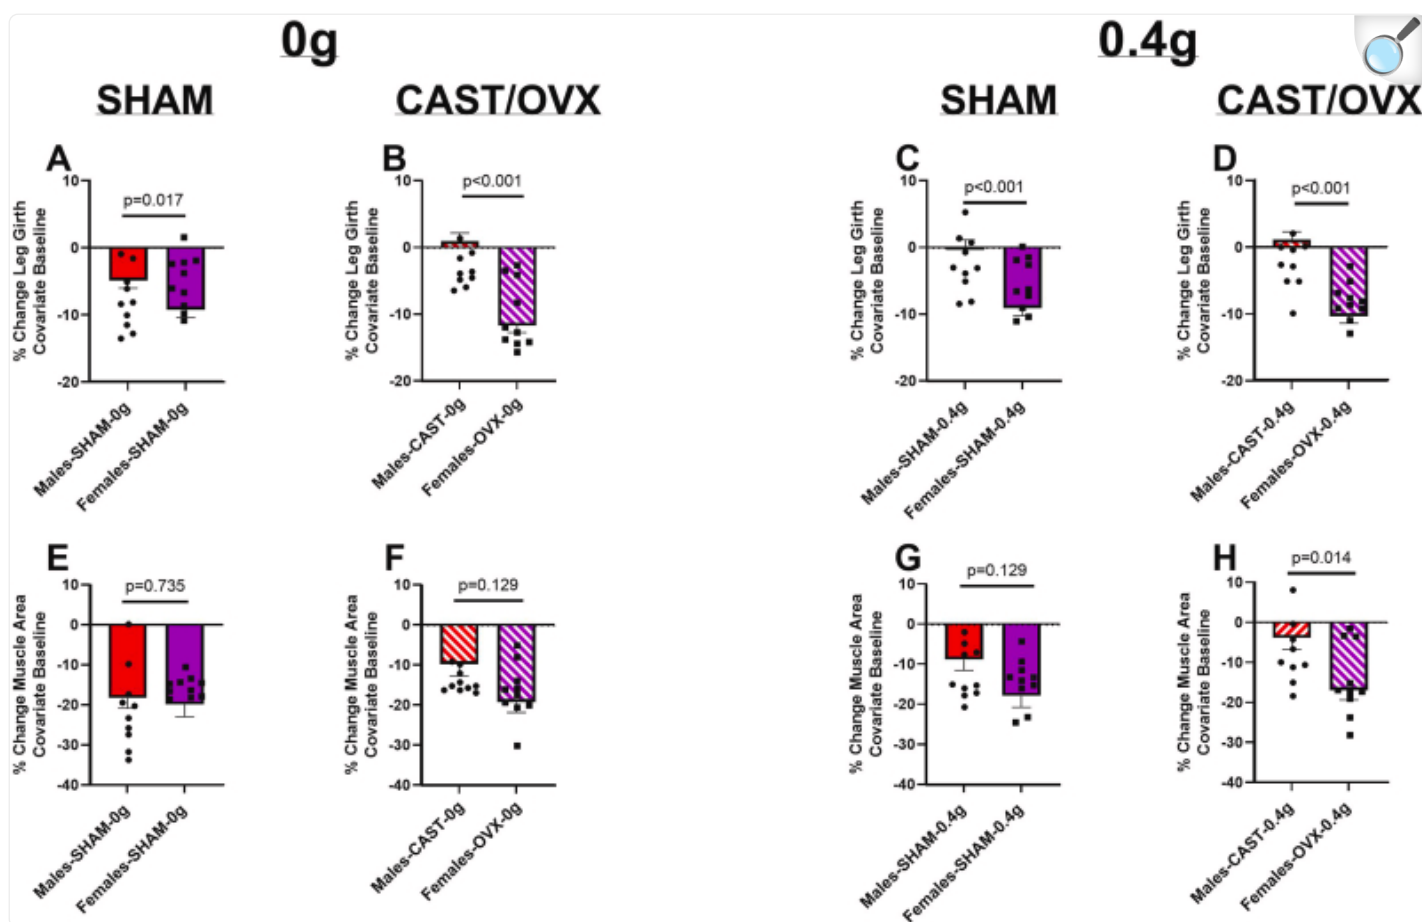 0g
0.4g
SHAM
CAST/OVX
SHAM
CAST/OVX
A
% Change Leg Girth
Covariate Baseline
10
0
-10
-20
p=0.017
Males-SHAM-0g
Females-SHAM-0g
B
% Change Leg Girth
Covariate Baseline
10
0
-10
-20
p<0.001
Males-CAST-0g
Females-OVX-0g
C
% Change Leg Girth
Covariate Baseline
10
0
-10
-20
p<0.001
Males-SHAM-0.4g
Females-SHAM-0.4g
D
% Change Leg Girth
Covariate Baseline
10
0
-10
-20
p<0.001
Males-CAST-0.4g
Females-OVX-0.4g
E
% Change Muscle Area
Covariate Baseline
10
0
-10
-20
-30
-40
p=0.735
Males-SHAM-0g
Females-SHAM-0g
F
% Change Muscle Area
Covariate Baseline
10
0
-10
-20
-30
-40
p=0.129
Males-CAST-0g
Females-OVX-0g
G
% Change Muscle Area
Covariate Baseline
10
0
-10
-20
-30
-40
p=0.129
Males-SHAM-0.4g
Females-SHAM-0.4g
H
% Change Muscle Area
Covariate Baseline
10
0
-10
-20
-30
-40
p=0.014
Males-CAST-0.4g
Females-OVX-0.4g